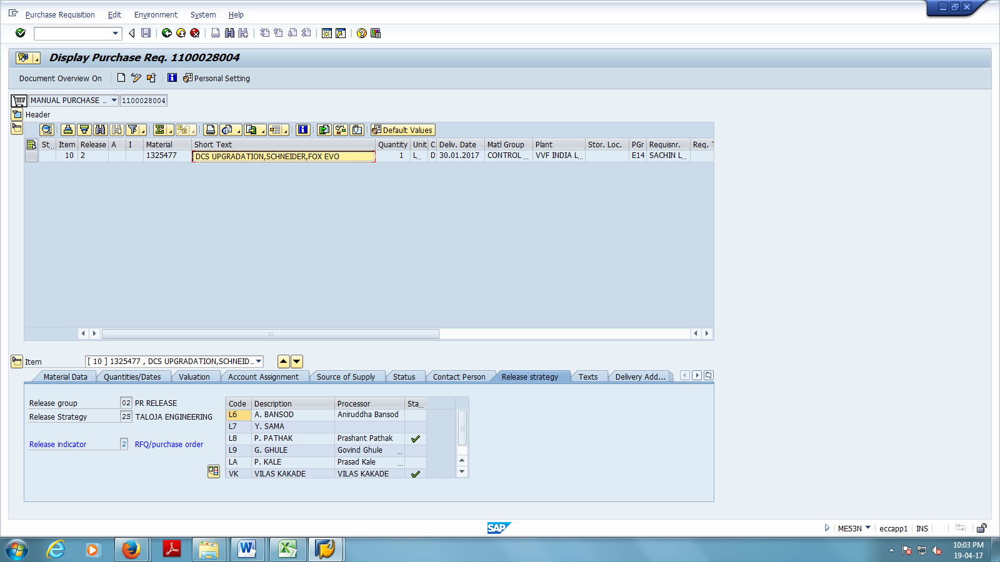 Purchase Requisition Edit Environment System Help
Display Purchase Req. 1100028004
Document Overview On Personal Setting
MANUAL PURCHASE ... 1100028004
Header
Default Values
St... Item Release A I Material Short Text Quantity Unit C Deliv. Date Matl Group Plant Stor. Loc. PGr Requisnr. Req. T
10 2 1325477 DCS UPGRADATION,SCHNEIDER,FOX EVO 1 L... D 30.01.2017 CONTROL ... VVF INDIA L... E14 SACHIN L...
Item [ 10 ] 1325477 , DCS UPGRADATION,SCHNEID...
Material Data Quantities/Dates Valuation Account Assignment Source of Supply Status Contact Person Release strategy Texts Delivery Add...
Release group 02 PR RELEASE
Release Strategy 2S TALOJA ENGINEERING
Release indicator 2 RFQ/purchase order
Code Description Processor Sta...
L6 A. BANSOD Aniruddha Bansod
L7 Y. SAMA
L8 P. PATHAK Prashant Pathak
L9 G. GHULE Govind Ghule ...
LA P. KALE Prasad Kale ...
VK VILAS KAKADE VILAS KAKADE
SAP
ME53N eccapp1 INS
10:03 PM
19-04-17